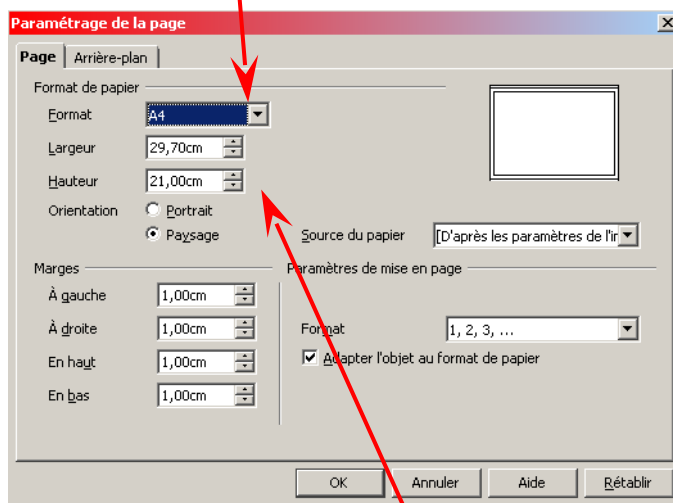 Paramétrage de la page
Page Arrière-plan
Format de papier
Format A4
Largeur 29,70cm
Hauteur 21,00cm
Orientation Portrait
Paysage
Source du papier [D'après les paramètres de l'ir
Marges
Paramètres de mise en page
À gauche 1,00cm
À droite 1,00cm
Format 1, 2, 3, ...
En haut 1,00cm
Adapter l'objet au format de papier
En bas 1,00cm
OK Annuler Aide Rétablir